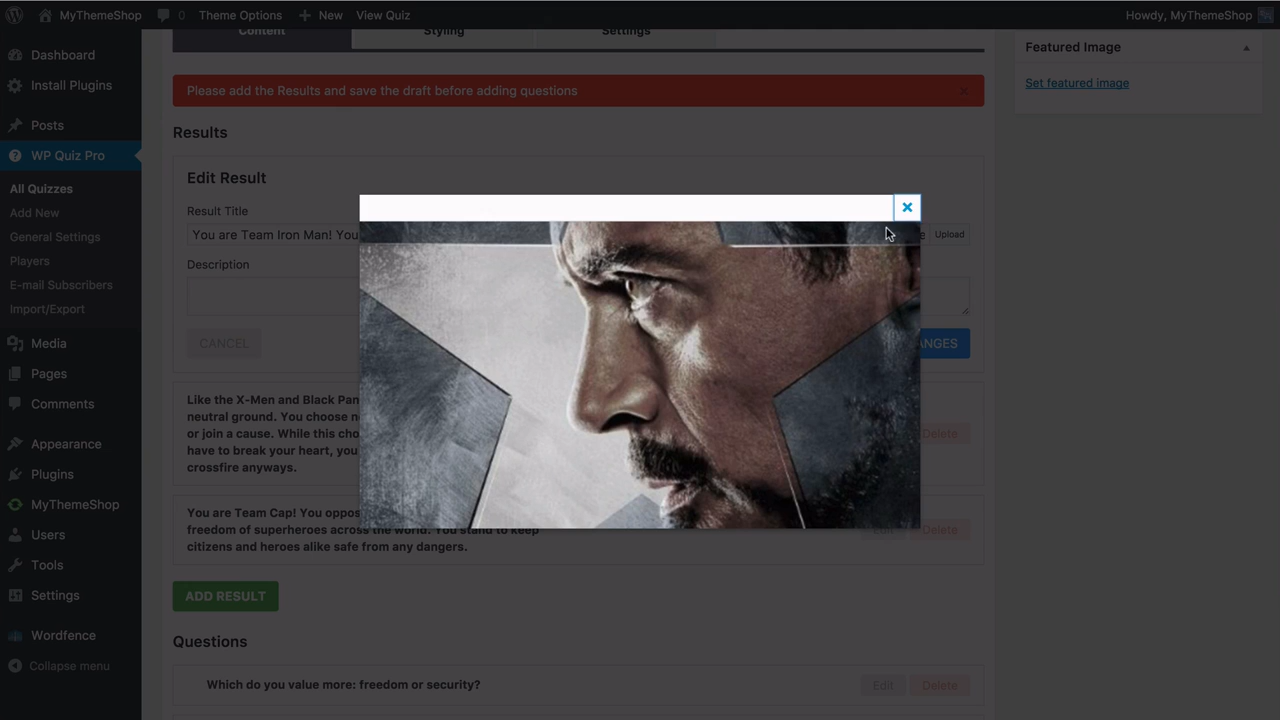 MyThemeShop
0
Theme Options
New
View Quiz
Howdy, MyThemeShop
Dashboard
Install Plugins
Posts
WP Quiz Pro
All Quizzes
Add New
General Settings
Players
E-mail Subscribers
Import/Export
Media
Pages
Comments
Appearance
Plugins
MyThemeShop
Users
Tools
Settings
Wordfence
Collapse menu
Content
Styling
Settings
Please add the Results and save the draft before adding questions
Results
Edit Result
Result Title
You are Team Iron Man! You
Upload
Description
CANCEL
Like the X-Men and Black
neutral ground. You choose
or join a cause. While this
have to break your heart, you
crossfire anyways.
Delete
You are Team Cap! You
freedom of superheroes across the world. You stand to keep
citizens and heroes alike safe from any dangers.
Edit
Delete
ADD RESULT
Questions
Which do you value more: freedom or security?
Edit
Delete
Featured Image
Set featured image